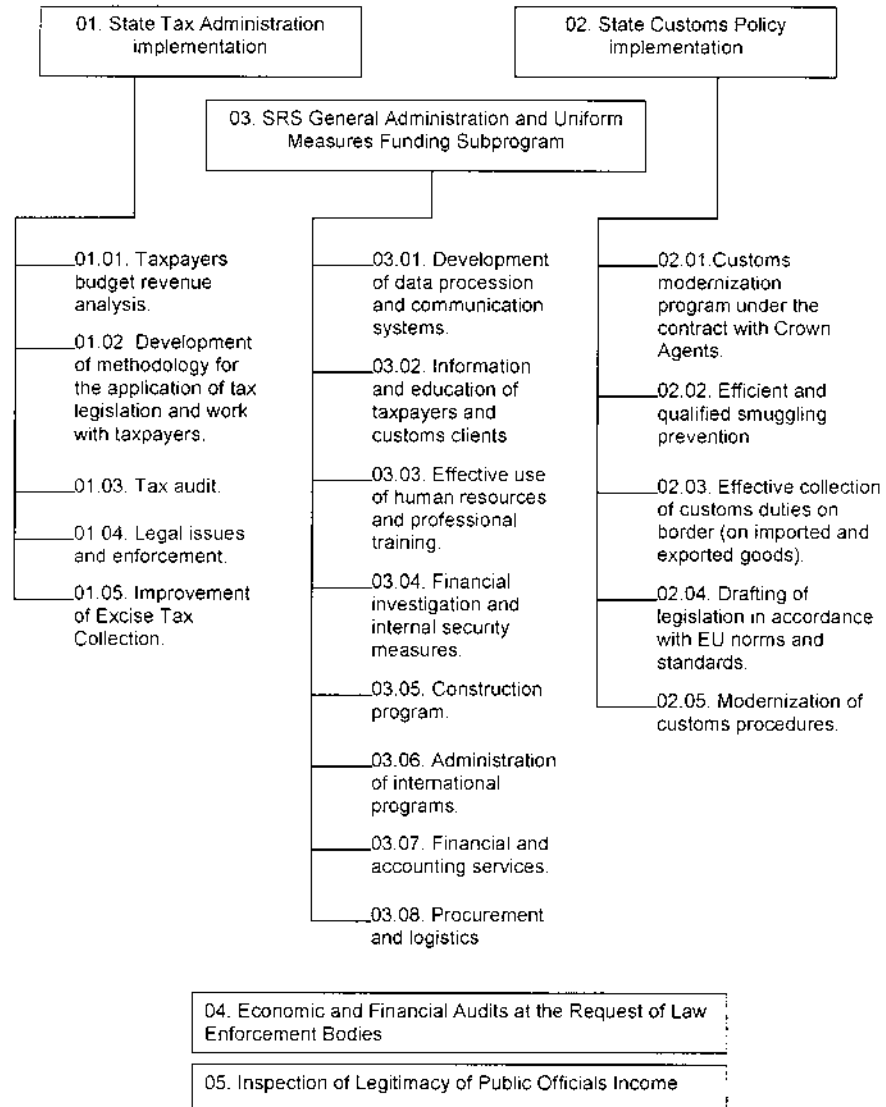 01. State Tax Administration
implementation
02. State Customs Policy
implementation
03. SRS General Administration and Uniform
Measures Funding Subprogram
01.01. Taxpayers
budget revenue
analysis.
01.02 Development
of methodology for
the application of tax
legislation and work
with taxpayers.
01.03. Tax audit.
01 04. Legal issues
and enforcement.
01.05. Improvement
of Excise Tax
Collection.
03.01. Development
of data procession
and communication
systems.
03.02. Information
and education of
taxpayers and
customs clients
03.03. Effective use
of human resources
and professional
training.
03.04. Financial
investigation and
internal security
measures.
03.05. Construction
program.
03.06. Administration
of international
programs.
03.07. Financial and
accounting services.
03.08. Procurement
and logistics
02.01.Customs
modernization
program under the
contract with Crown
Agents.
02.02. Efficient and
qualified smuggling
prevention
02.03. Effective collection
of customs duties on
border (on imported and
exported goods).
02.04. Drafting of
legislation in accordance
with EU norms and
standards.
02.05. Modernization of
customs procedures.
04. Economic and Financial Audits at the Request of Law
Enforcement Bodies
05. Inspection of Legitimacy of Public Officials Income